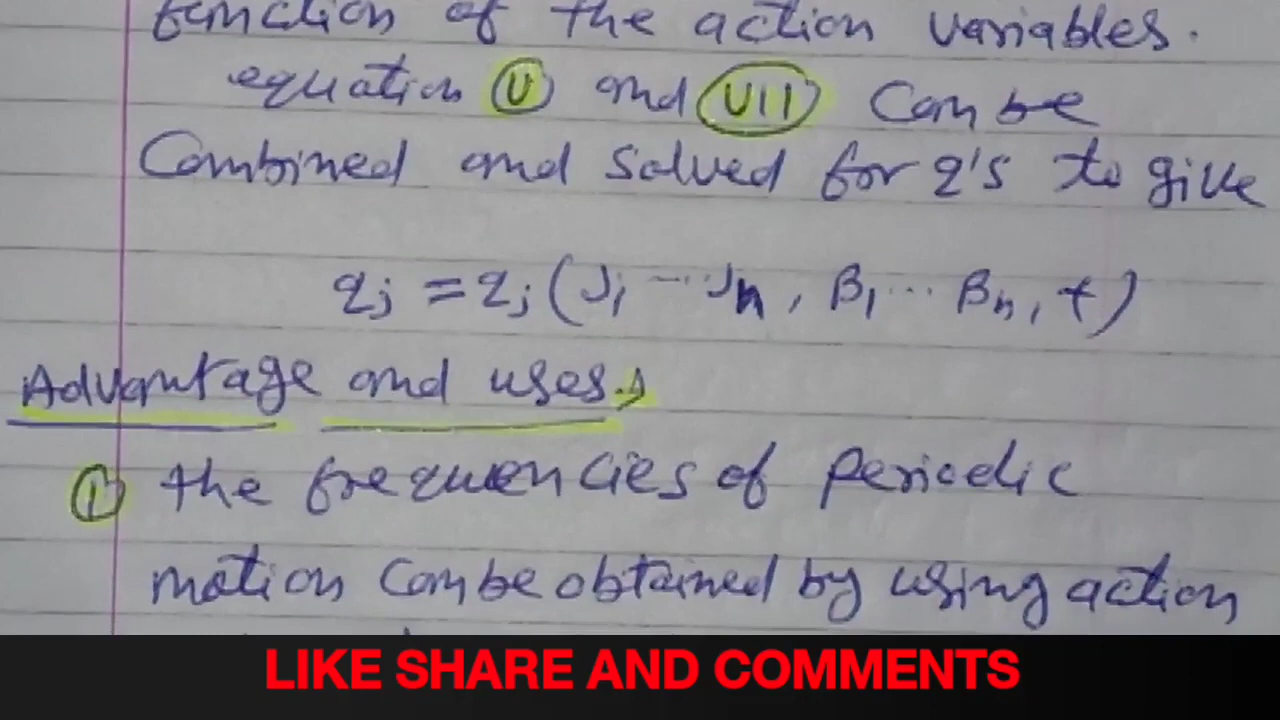 function of the action variables.
equation (V) and (VII) can be
Combined and solved for q's to give
qj = qj (J1 ... Jn, β1 ... βn, t)
Advantage and uses:→
(i) the frequencies of periodic
motion can be obtained by using action
LIKE SHARE AND COMMENTS